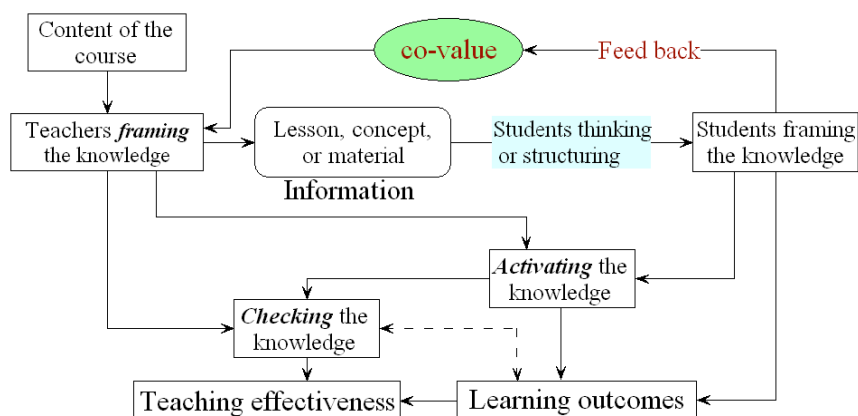 Content of the
course
co-value
Feed back
Teachers framing
the knowledge
Lesson, concept,
or material
Information
Students thinking
or structuring
Students framing
the knowledge
Activating the
knowledge
Checking the
knowledge
Teaching effectiveness
Learning outcomes